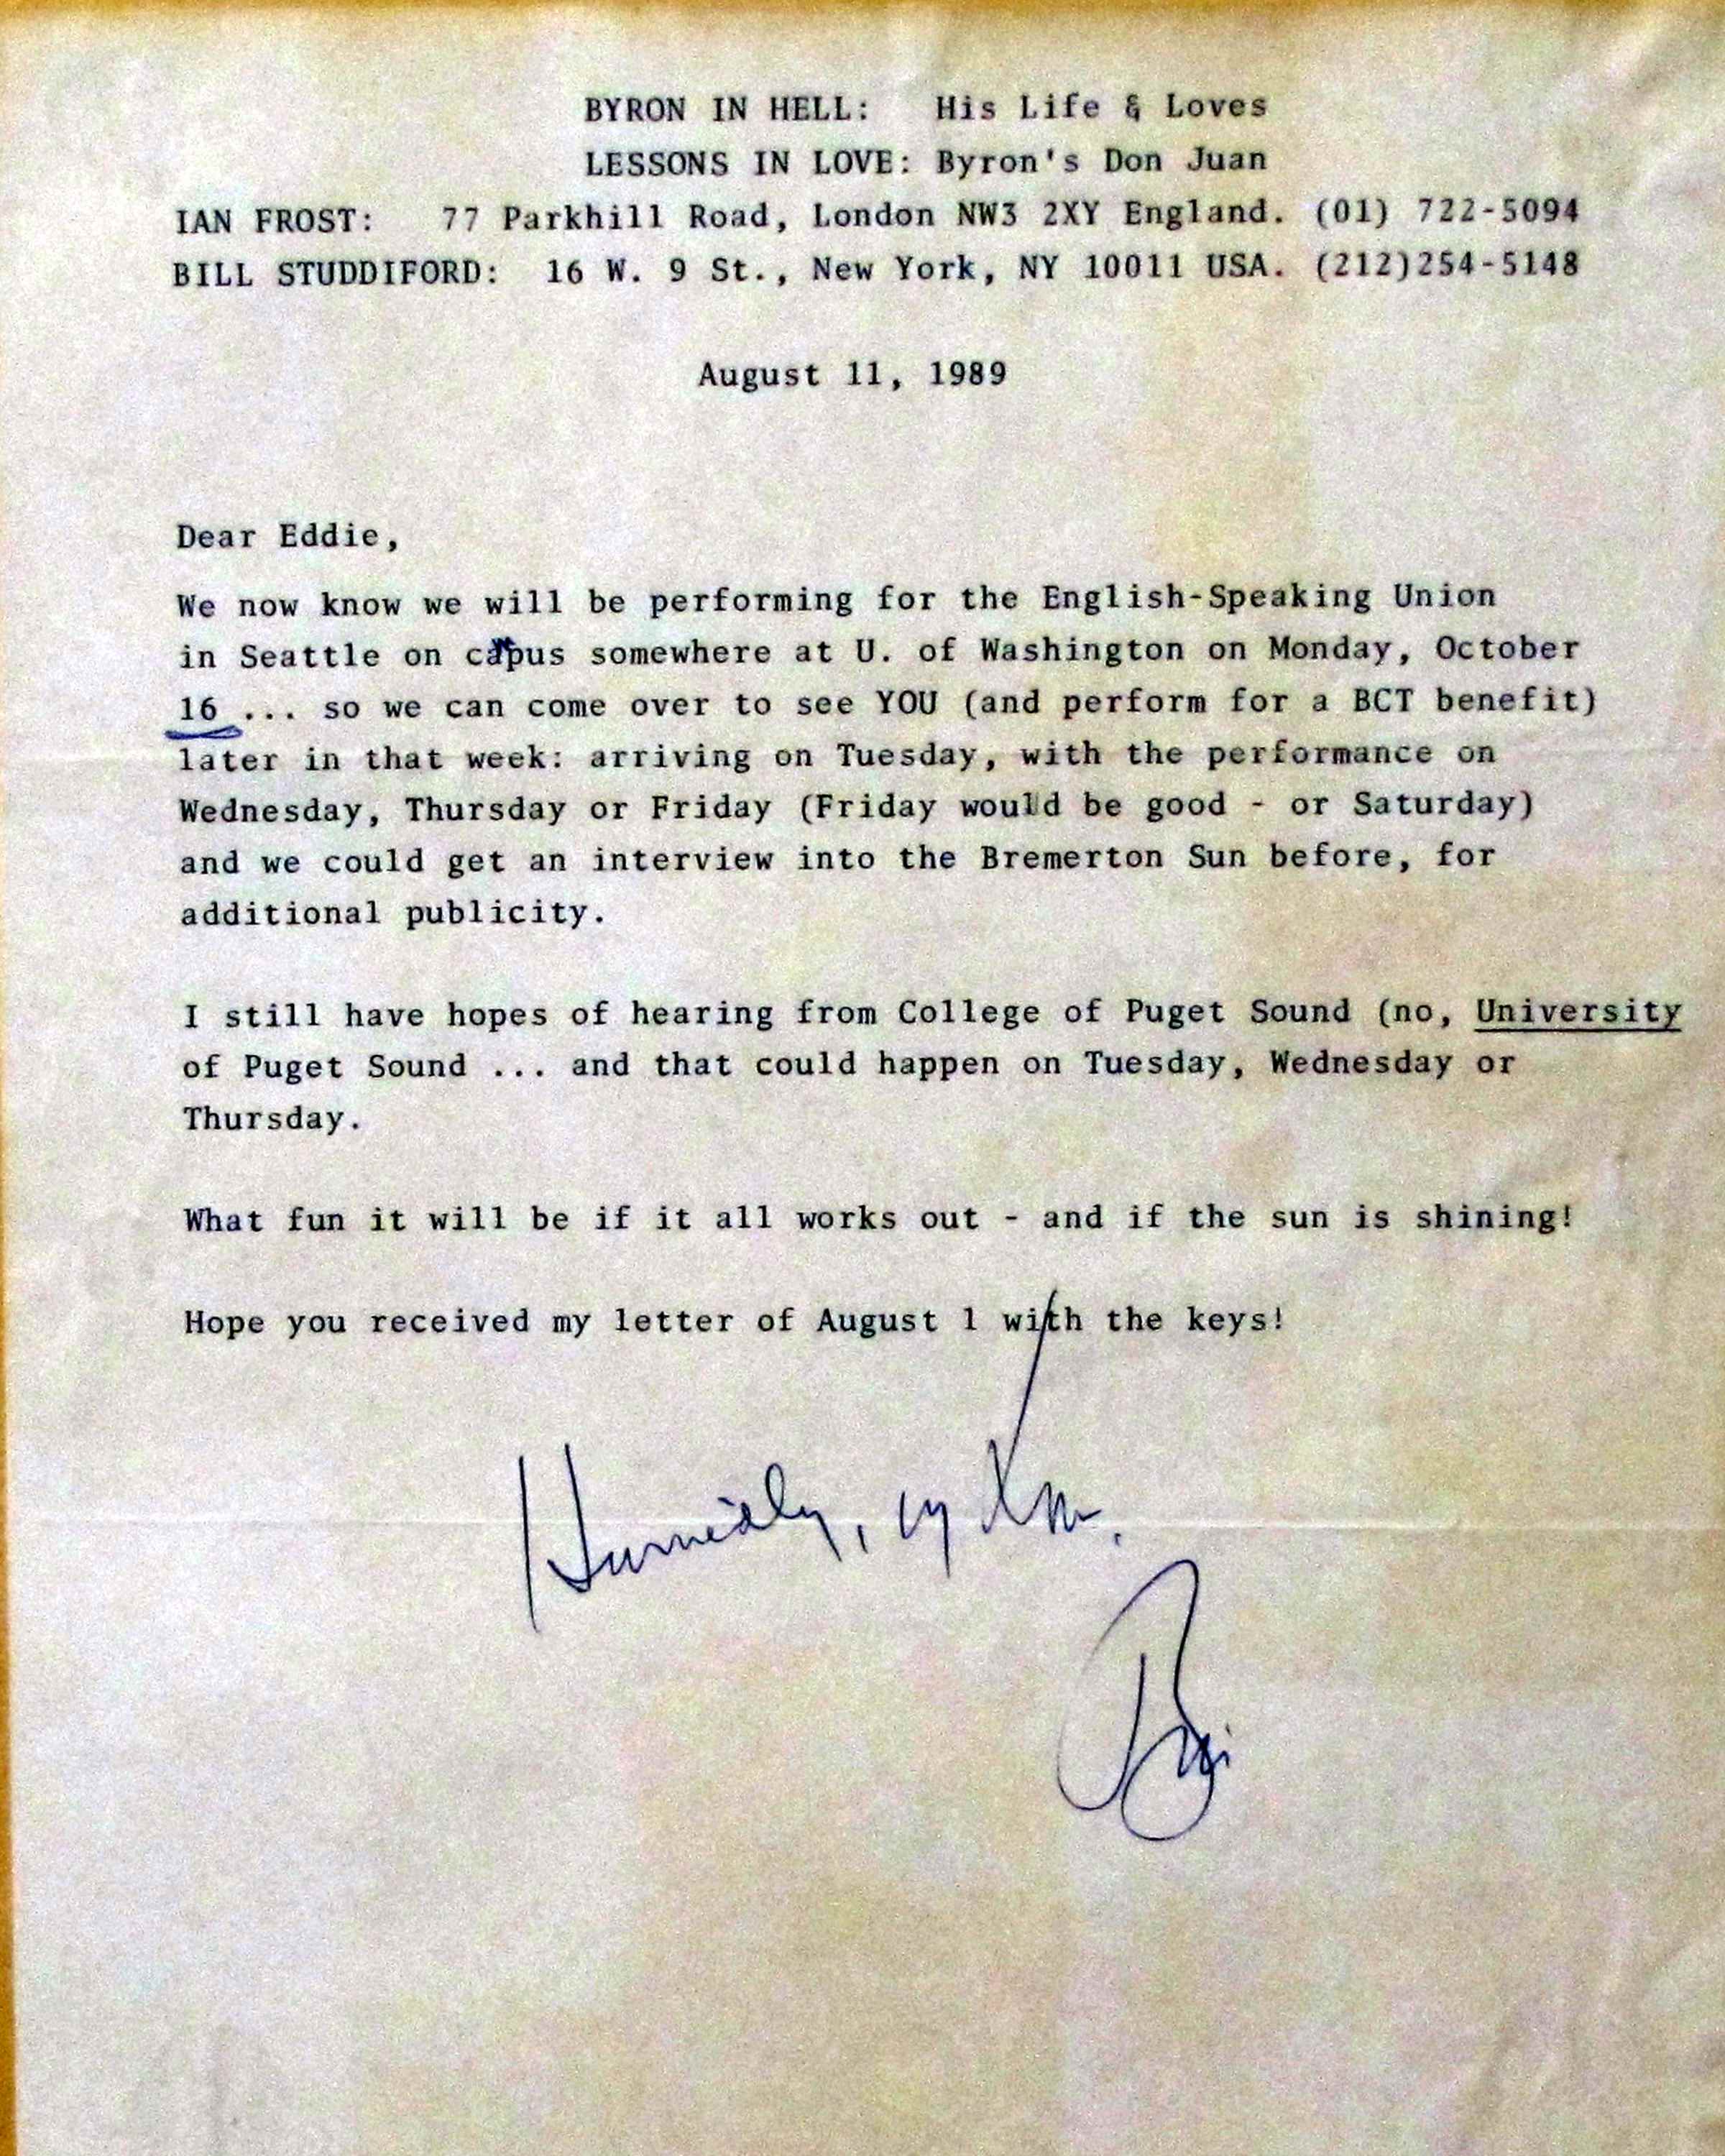 BYRON IN HELL: His Life & Loves
LESSONS IN LOVE: Byron's Don Juan
IAN FROST: 77 Parkhill Road, London NW3 2XY England. (01) 722-5094
BILL STUDDIFORD: 16 W. 9 St., New York, NY 10011 USA. (212)254-5148
August 11, 1989
Dear Eddie,
We now know we will be performing for the English-Speaking Union
in Seattle on campus somewhere at U. of Washington on Monday, October
16 ... so we can come over to see YOU (and perform for a BCT benefit)
later in that week: arriving on Tuesday, with the performance on
Wednesday, Thursday or Friday (Friday would be good - or Saturday)
and we could get an interview into the Bremerton Sun before, for
additional publicity.
I still have hopes of hearing from College of Puget Sound (no, University
of Puget Sound ... and that could happen on Tuesday, Wednesday or
Thursday.
What fun it will be if it all works out - and if the sun is shining!
Hope you received my letter of August 1 with the keys!
Hurriedly,
Bill